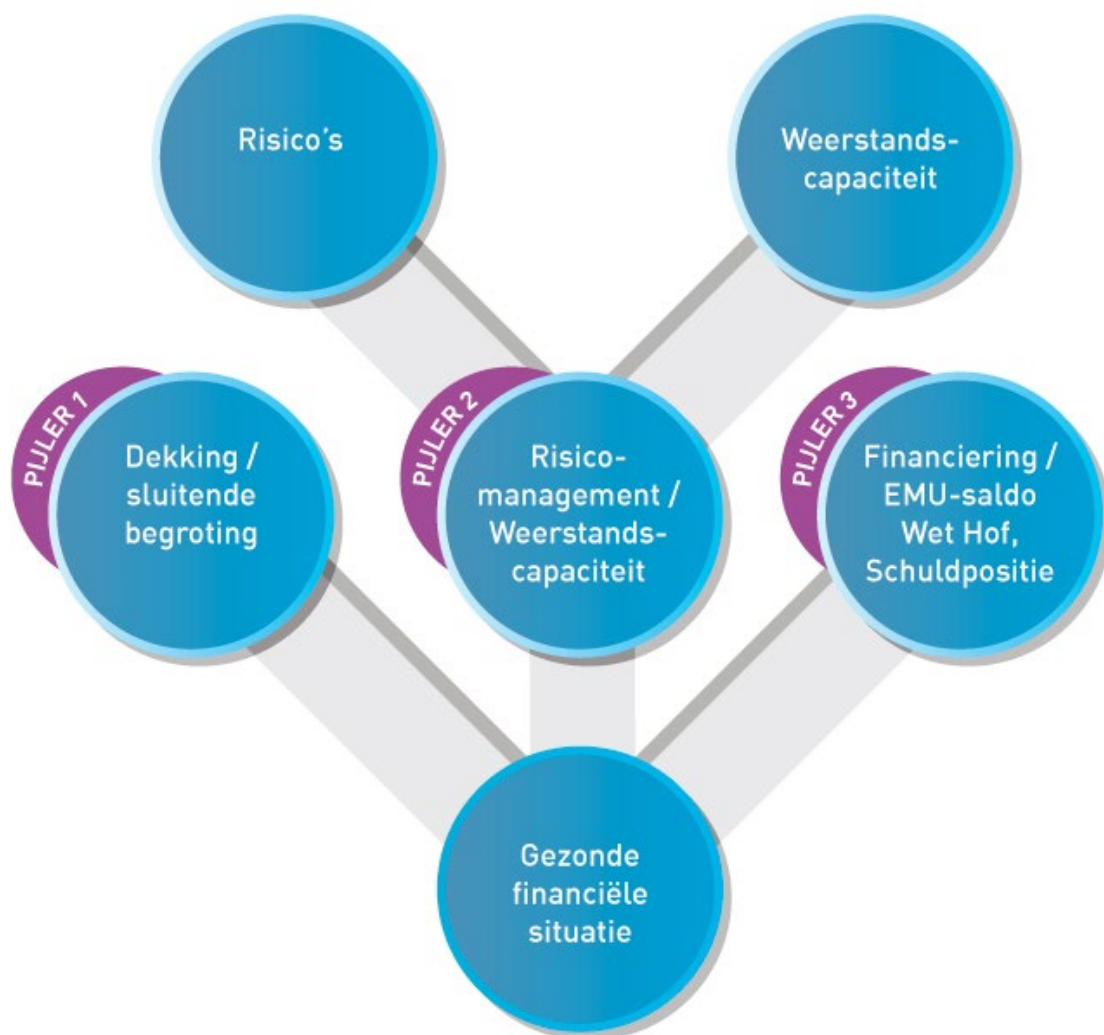 Risico's
Weerstands-
capaciteit
PIJLER 1
Dekking /
sluitende
begroting
PIJLER 2
Risico-
management /
Weerstands-
capaciteit
PIJLER 3
Financiering /
EMU-saldo
Wet Hof,
Schuldpositie
Gezonde
financiële
situatie